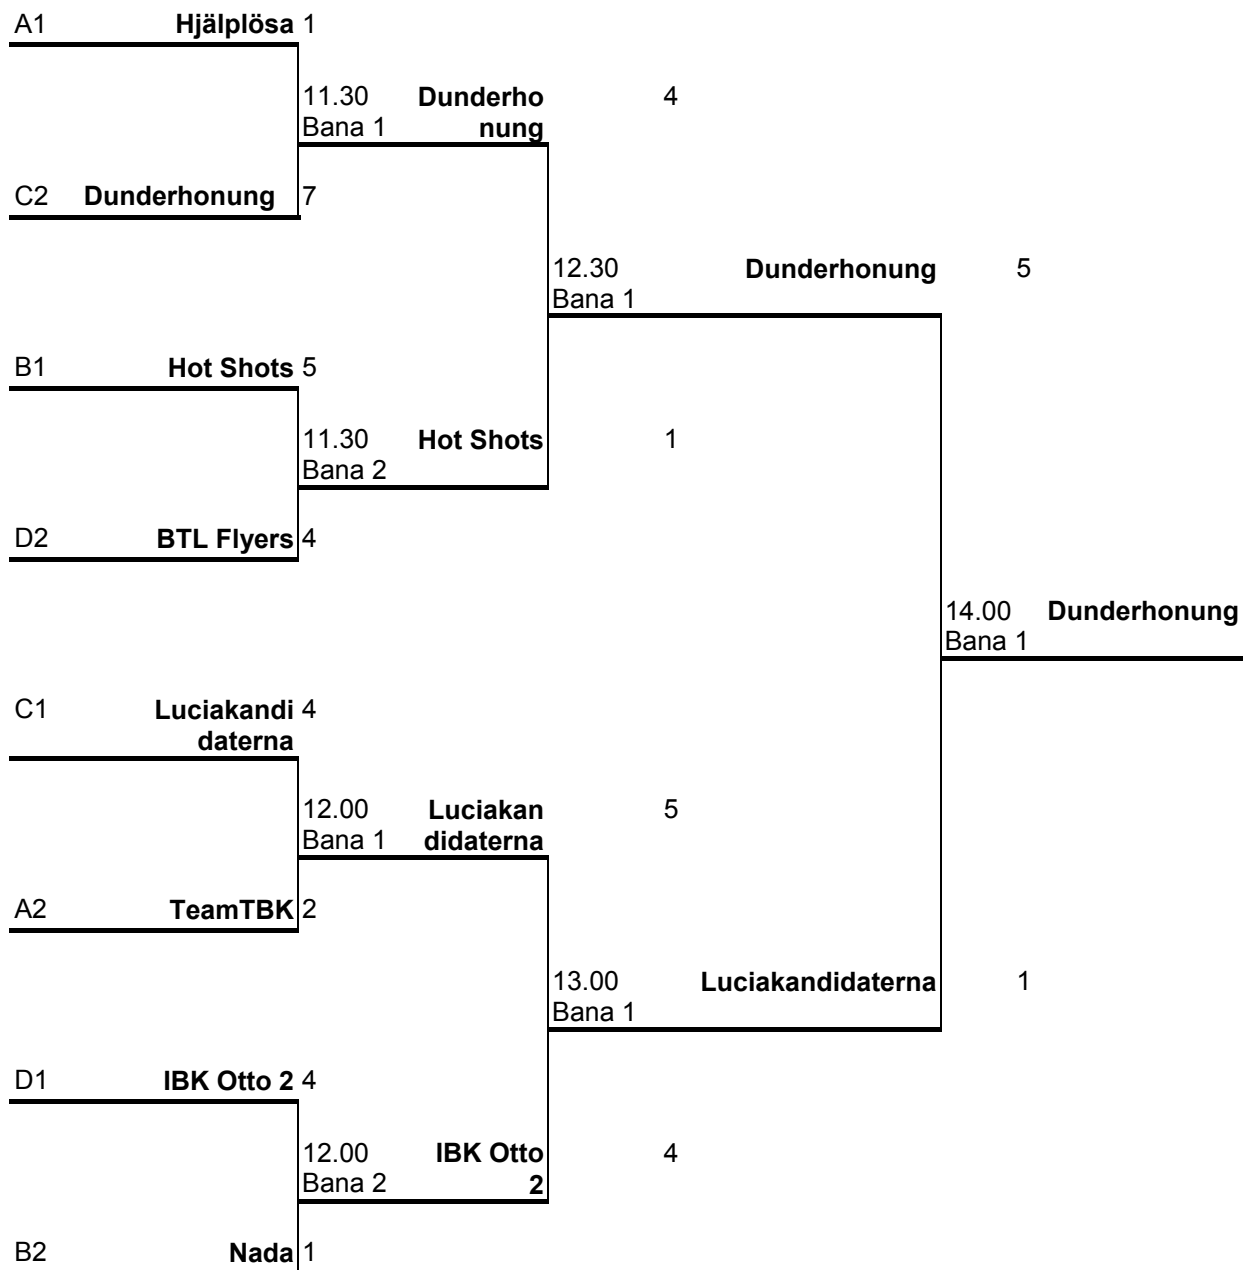 A1 Hjälplösa 1
11.30 Dunderho 4
Bana 1 nung
C2 Dunderhonung 7
12.30 Dunderhonung 5
Bana 1
B1 Hot Shots 5
11.30 Hot Shots 1
Bana 2
D2 BTL Flyers 4
14.00 Dunderhonung
Bana 1
C1 Luciakandi 4
daterna
12.00 Luciakan 5
Bana 1 didaterna
A2 TeamTBK 2
13.00 Luciakandidaterna 1
Bana 1
D1 IBK Otto 2 4
12.00 IBK Otto 4
Bana 2 2
B2 Nada 1